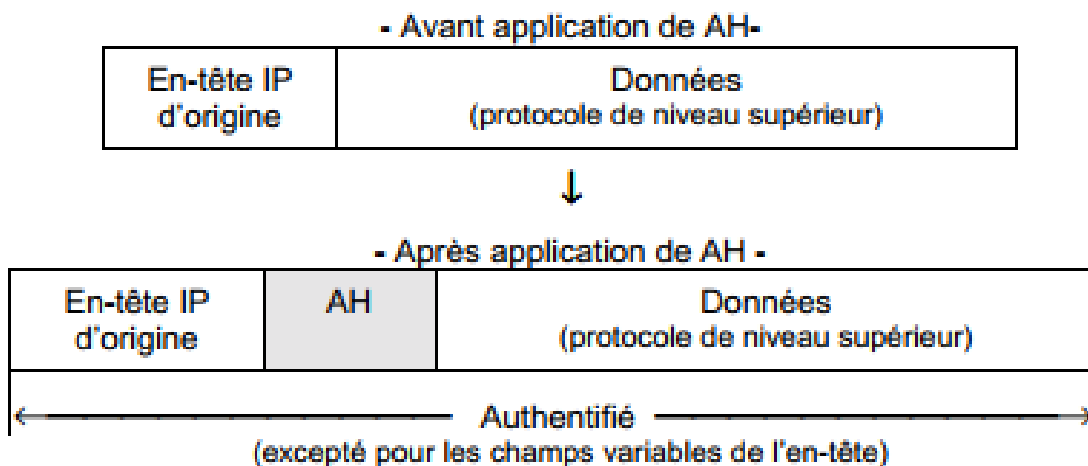 - Avant application de AH-
En-tête IP
d'origine
Données
(protocole de niveau supérieur)
- Après application de AH -
En-tête IP
d'origine
AH
Données
(protocole de niveau supérieur)
Authentifié
(excepté pour les champs variables de l'en-tête)